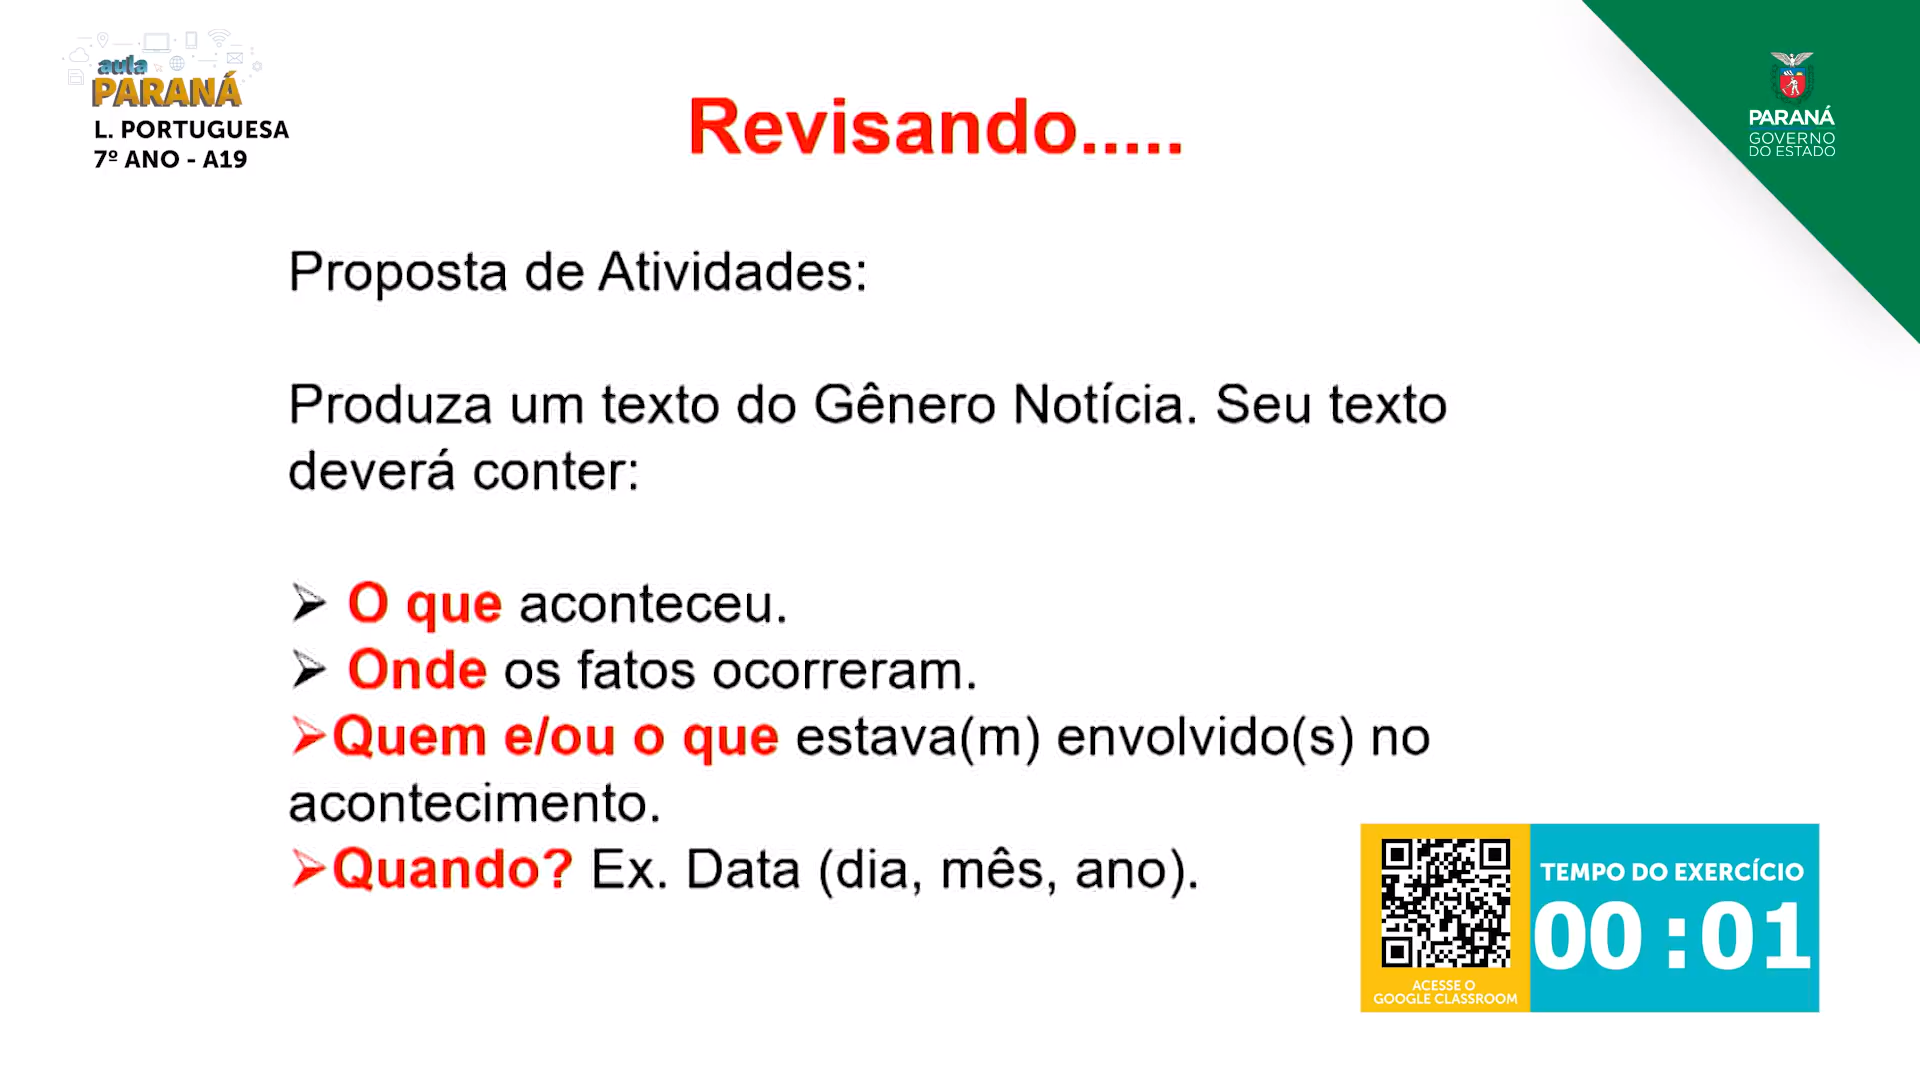 aula
PARANÁ
L. PORTUGUESA
7º ANO - A19
Revisando.....
PARANÁ
GOVERNO
DO ESTADO
Proposta de Atividades:
Produza um texto do Gênero Notícia. Seu texto
deverá conter:
➢ O que aconteceu.
➢ Onde os fatos ocorreram.
➢Quem e/ou o que estava(m) envolvido(s) no
acontecimento.
➢Quando? Ex. Data (dia, mês, ano).
TEMPO DO EXERCÍCIO
00:01
ACESSE O
GOOGLE CLASSROOM